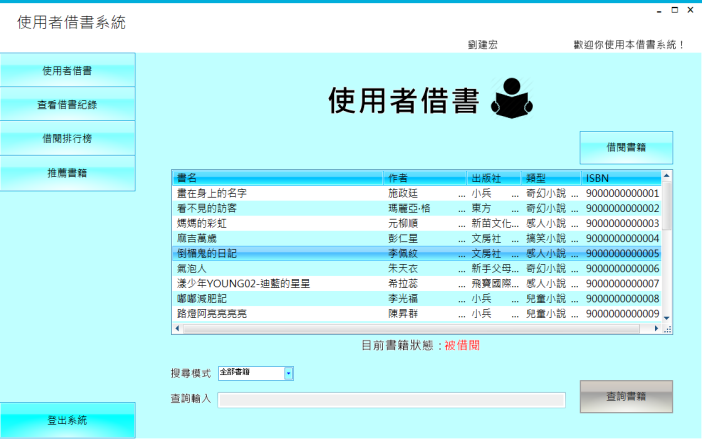 使用者借書系統
劉建宏 歡迎你使用本借書系統！
使用者借書
查看借書紀錄
借閱排行榜
推薦書籍
使用者借書
借閱書籍
書名 作者 出版社 類型 ISBN
畫在身上的名字 施政廷 ... 小兵 ... 奇幻小說 ... 9000000000001
看不見的訪客 瑪麗亞·格 ... 東方 ... 奇幻小說 ... 9000000000002
媽媽的彩虹 元柳順 ... 新苗文化... 感人小說 ... 9000000000003
麻吉萬歲 彭仁星 ... 文房社 ... 搞笑小說 ... 9000000000004
倒楣鬼的日記 李佩紋 ... 文房社 ... 感人小說 ... 9000000000005
氣泡人 朱天衣 ... 新手父母... 奇幻小說 ... 9000000000006
漾少年YOUNG02-迪藍的星星 希拉蕊 ... 飛寶國際... 感人小說 ... 9000000000007
嘟嘟減肥記 李光福 ... 小兵 ... 兒童小說 ... 9000000000008
路燈阿亮亮亮亮 陳昇群 ... 小兵 ... 兒童小說 ... 9000000000009
目前書籍狀態：被借閱
搜尋模式 全部書籍
查詢輸入
查詢書籍
登出系統